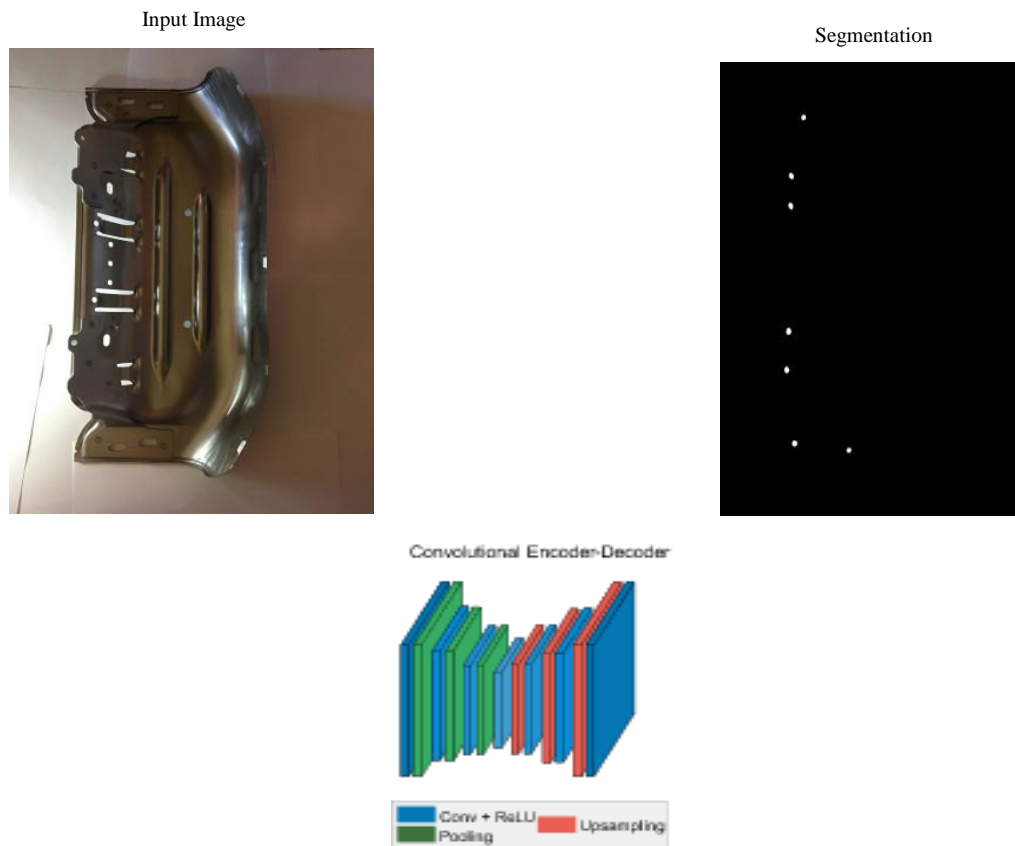 Input Image
Segmentation
Convolutional Encoder-Decoder
Conv + ReLU
Pooling
Upsampling